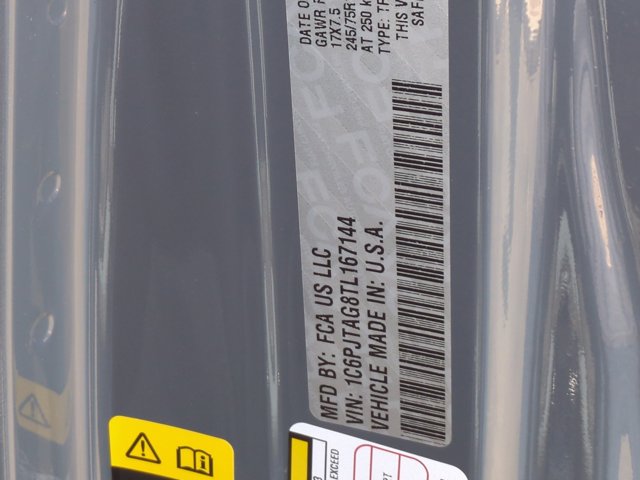 MFD BY: FCA US LLC
VIN: 1C6PJTAG8TL167144
VEHICLE MADE IN: U.S.A.
DATE O
GAWR
17X7.5
245/75R
AT 250 k
TYPE: TR
THIS V
SAF
EXCEED